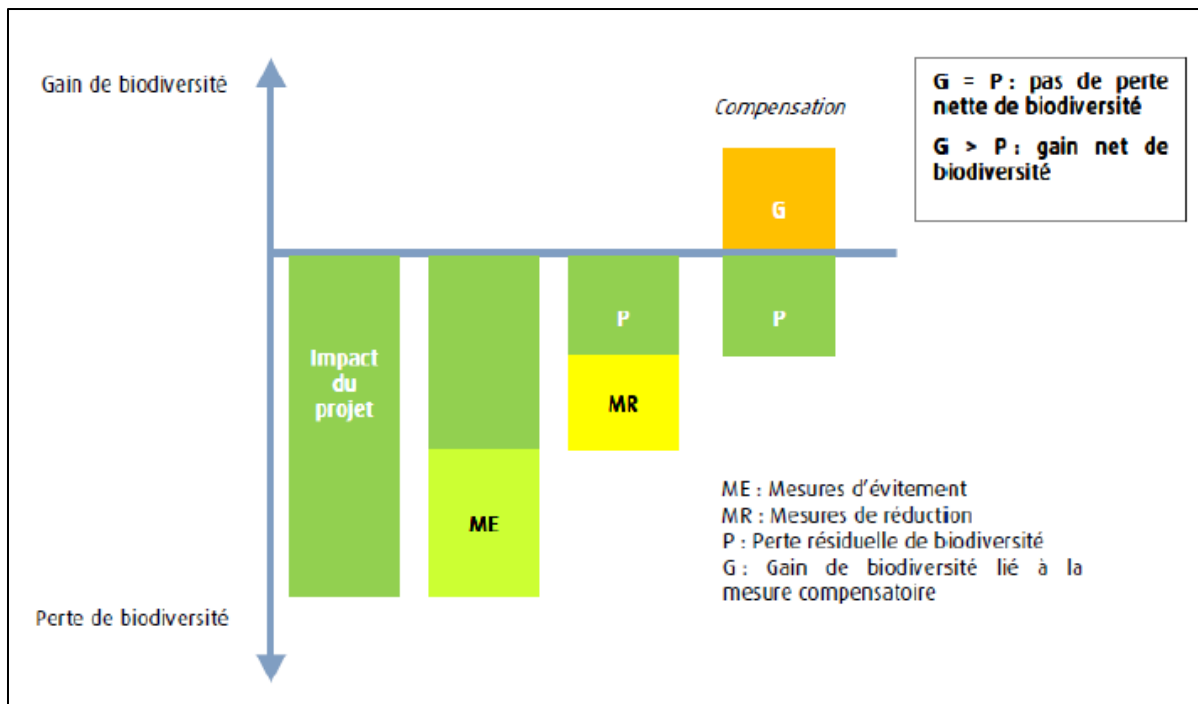 Gain de biodiversité
Compensation
G = P : pas de perte
nette de biodiversité
G > P : gain net de
biodiversité
G
P
P
Impact
du
projet
MR
ME
ME : Mesures d'évitement
MR : Mesures de réduction
P : Perte résiduelle de biodiversité
G : Gain de biodiversité lié à la
mesure compensatoire
Perte de biodiversité